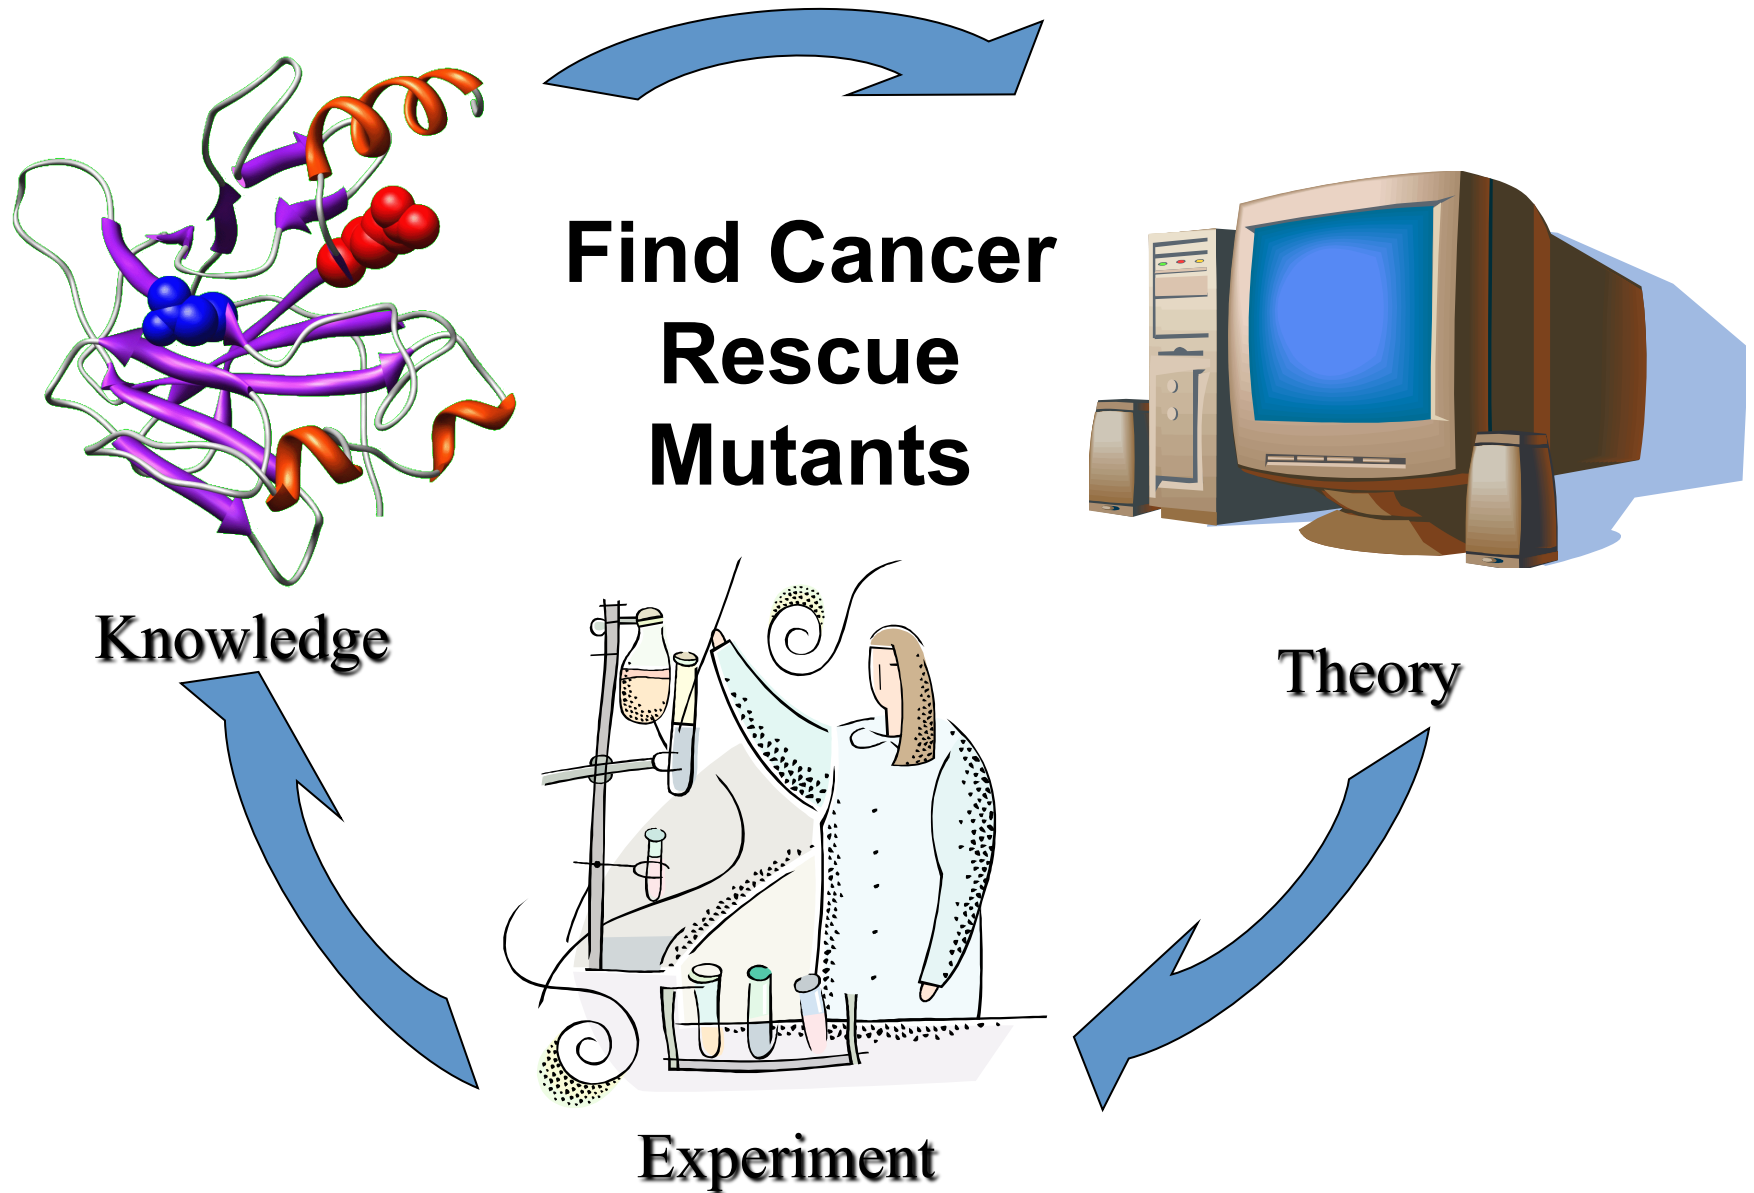 Find Cancer
Rescue
Mutants
Knowledge
Theory
Experiment